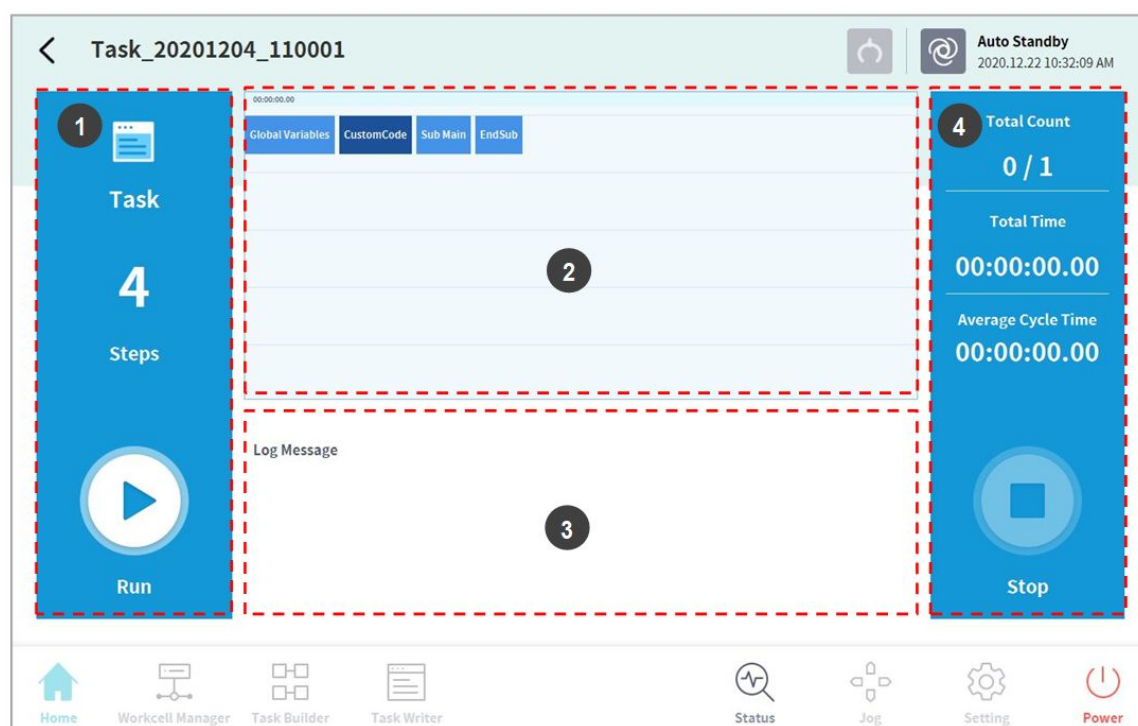 Task_20201204_110001
Auto Standby
2020.12.22 10:32:09 AM
1
Task
4
Steps
Run
00:00:00.00
Global Variables CustomCode Sub Main EndSub
2
Log Message
3
4
Total Count
0 / 1
Total Time
00:00:00.00
Average Cycle Time
00:00:00.00
Stop
Home Workcell Manager Task Builder Task Writer Status Jog Setting Power